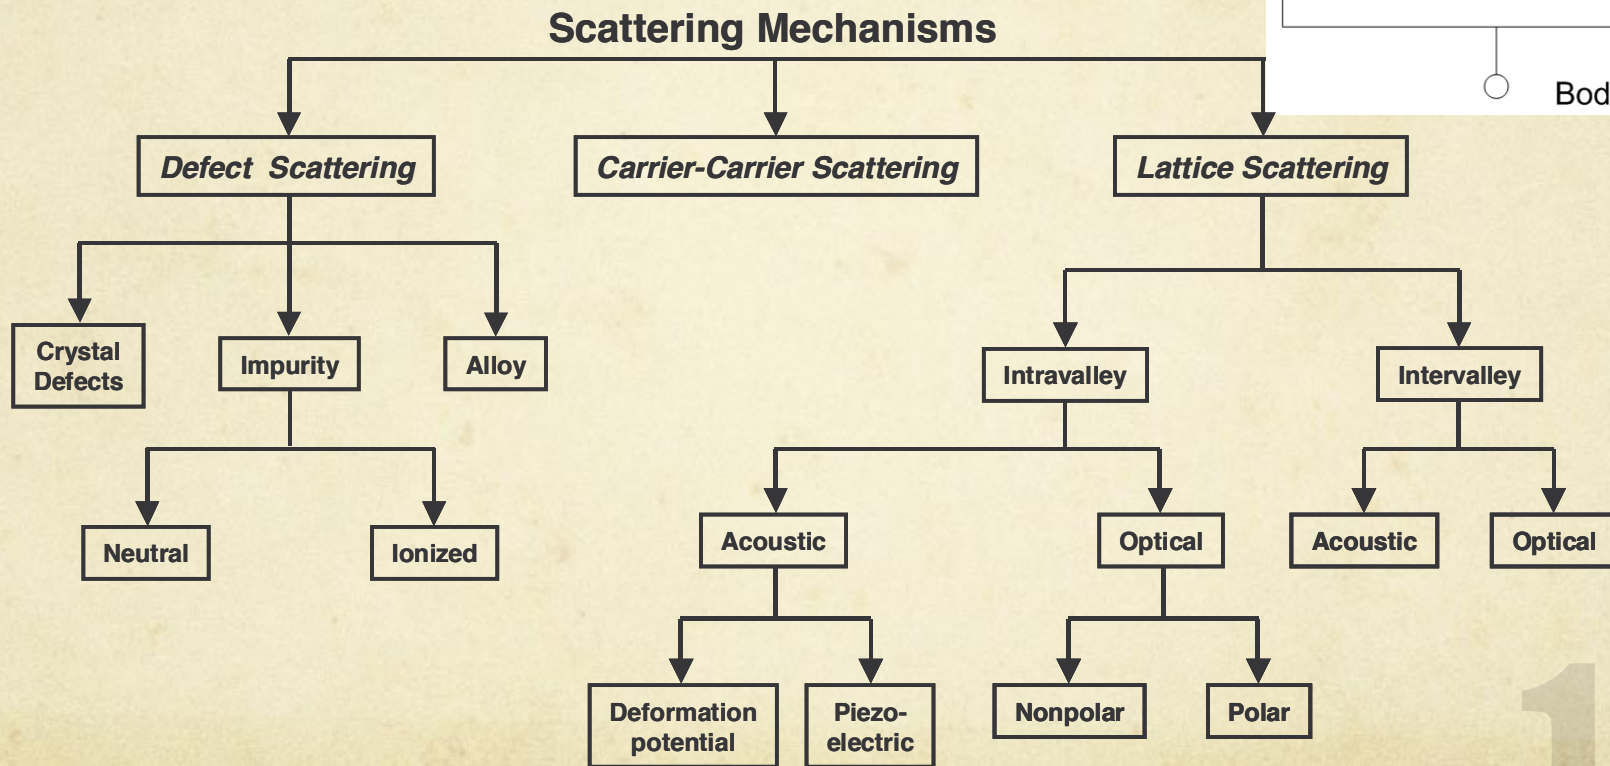 Scattering Mechanisms
Bod
Defect Scattering
Carrier-Carrier Scattering
Lattice Scattering
Crystal
Defects
Impurity
Alloy
Intravalley
Intervalley
Neutral
Ionized
Acoustic
Optical
Acoustic
Optical
Deformation
potential
Piezo-
electric
Nonpolar
Polar
1